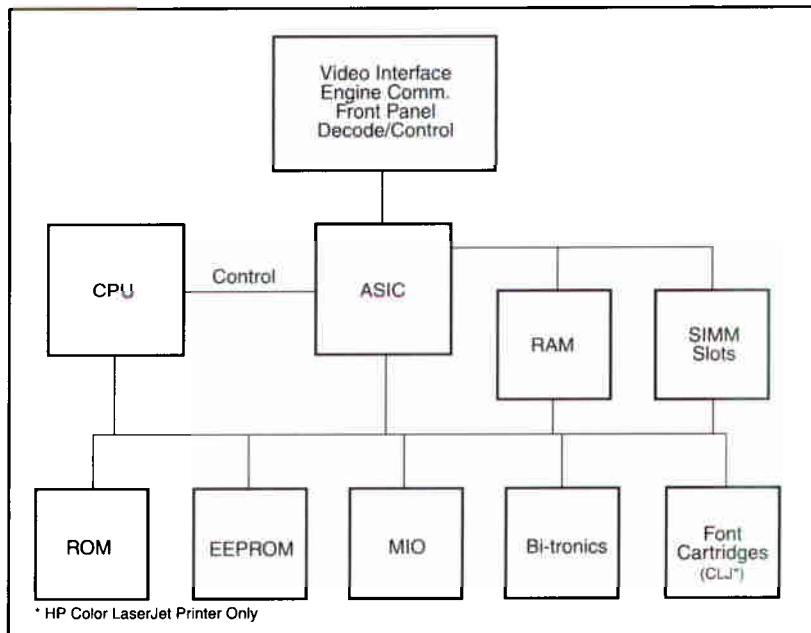 Video Interface
Engine Comm.
Front Panel
Decode/Control
CPU
Control
ASIC
RAM
SIMM
Slots
ROM
EEPROM
MIO
Bi-tronics
Font
Cartridges
(CLJ*)
* HP Color LaserJet Printer Only